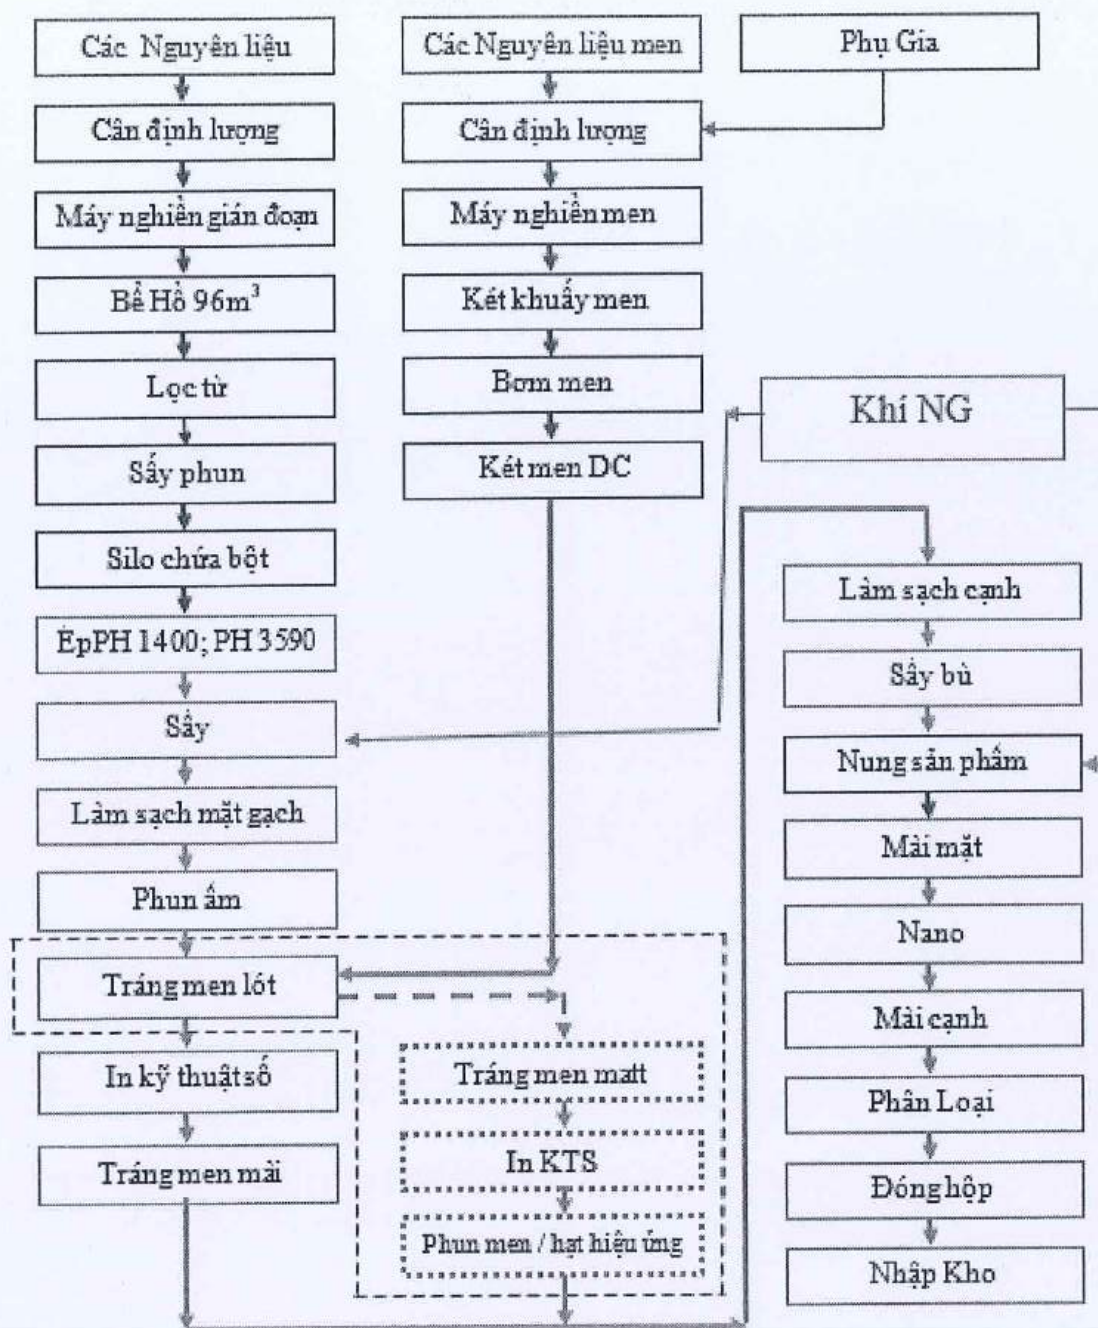 Các Nguyên liệu
Cân định lượng
Máy nghiền gián đoạn
Bể Hồ 96m³
Lọc từ
Sấy phun
Silo chứa bột
ÉpPH 1400; PH 3590
Sấy
Làm sạch mặt gạch
Phun ẩm
Tráng men lót
In kỹ thuật số
Tráng men mài
Các Nguyên liệu men
Cân định lượng
Máy nghiền men
Két khuấy men
Bơm men
Két men DC
Tráng men matt
In KTS
Phun men / hạt hiệu ứng
Phụ Gia
Khí NG
Làm sạch cạnh
Sấy bù
Nung sản phẩm
Mài mặt
Nano
Mài cạnh
Phân Loại
Đóng hộp
Nhập Kho